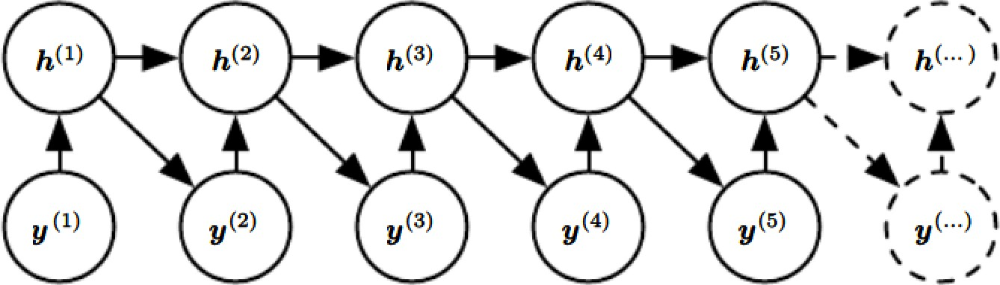 h^(1) h^(2) h^(3) h^(4) h^(5) h^(...)
y^(1) y^(2) y^(3) y^(4) y^(5) y^(...)